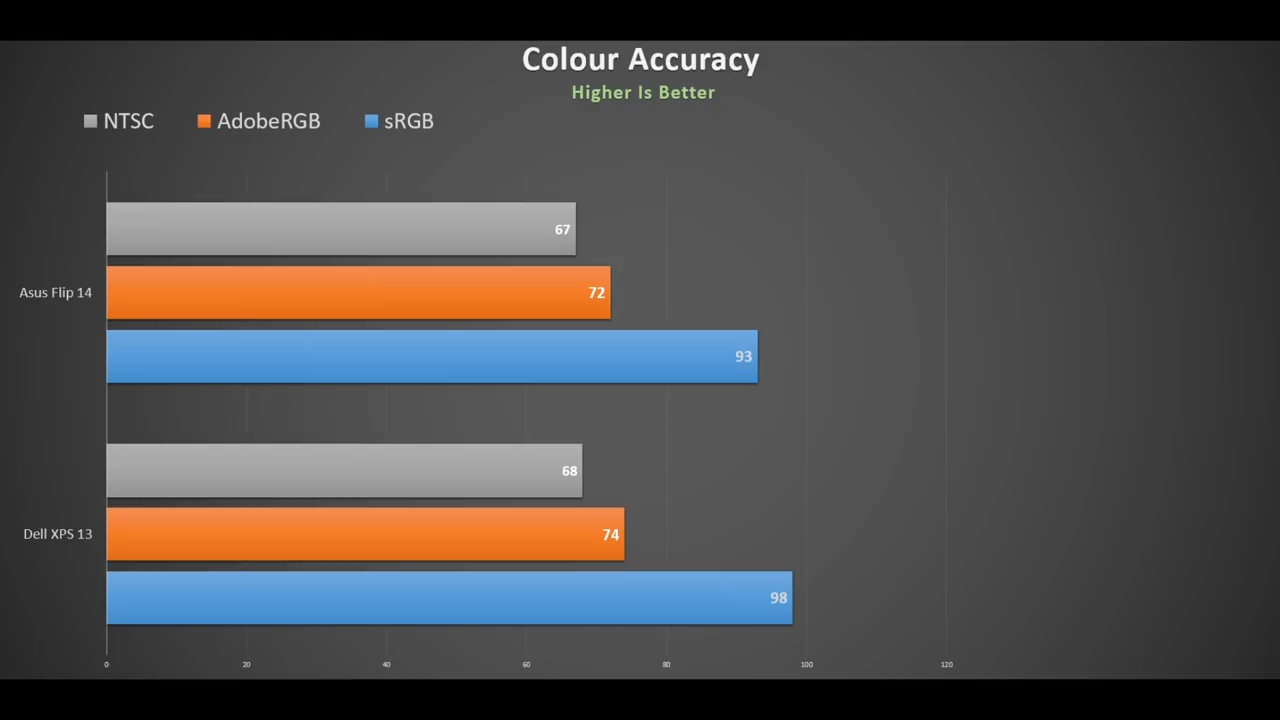 Colour Accuracy
Higher Is Better
NTSC AdobeRGB sRGB
67
Asus Flip 14 72
93
68
Dell XPS 13 74
98
0 20 40 60 80 100 120